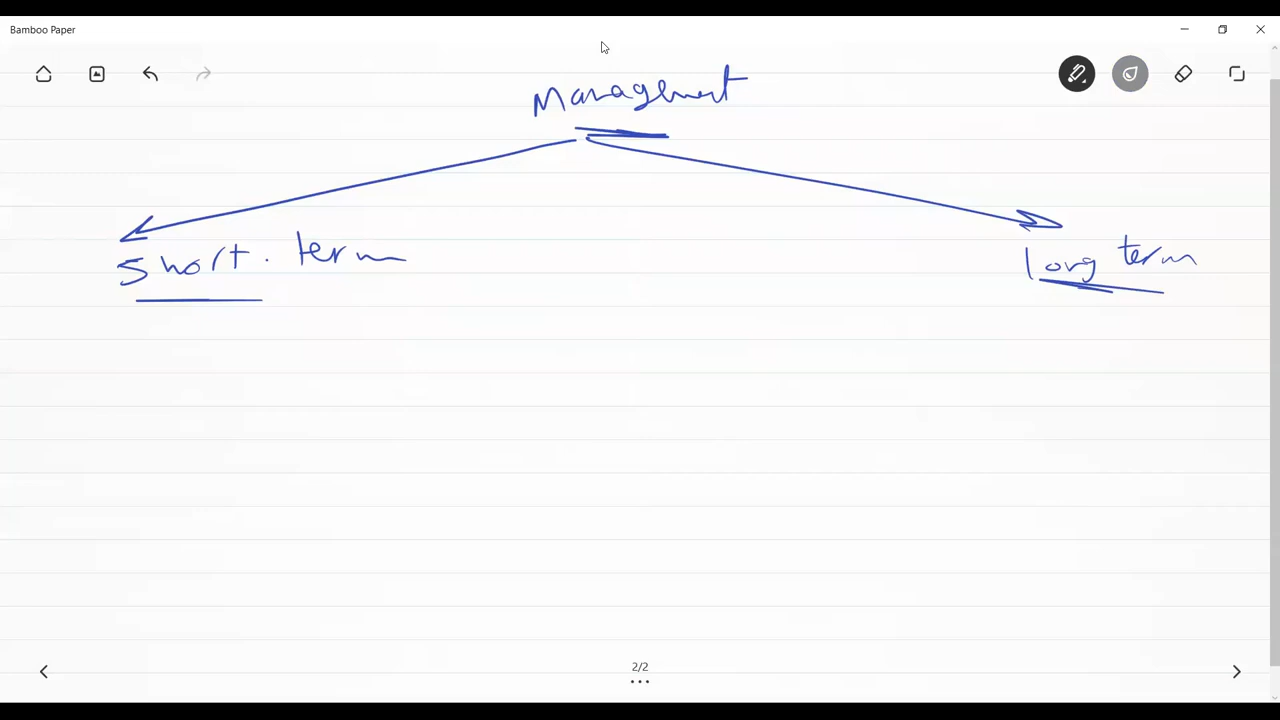 Bamboo Paper
Management
Short. term
long term
2/2